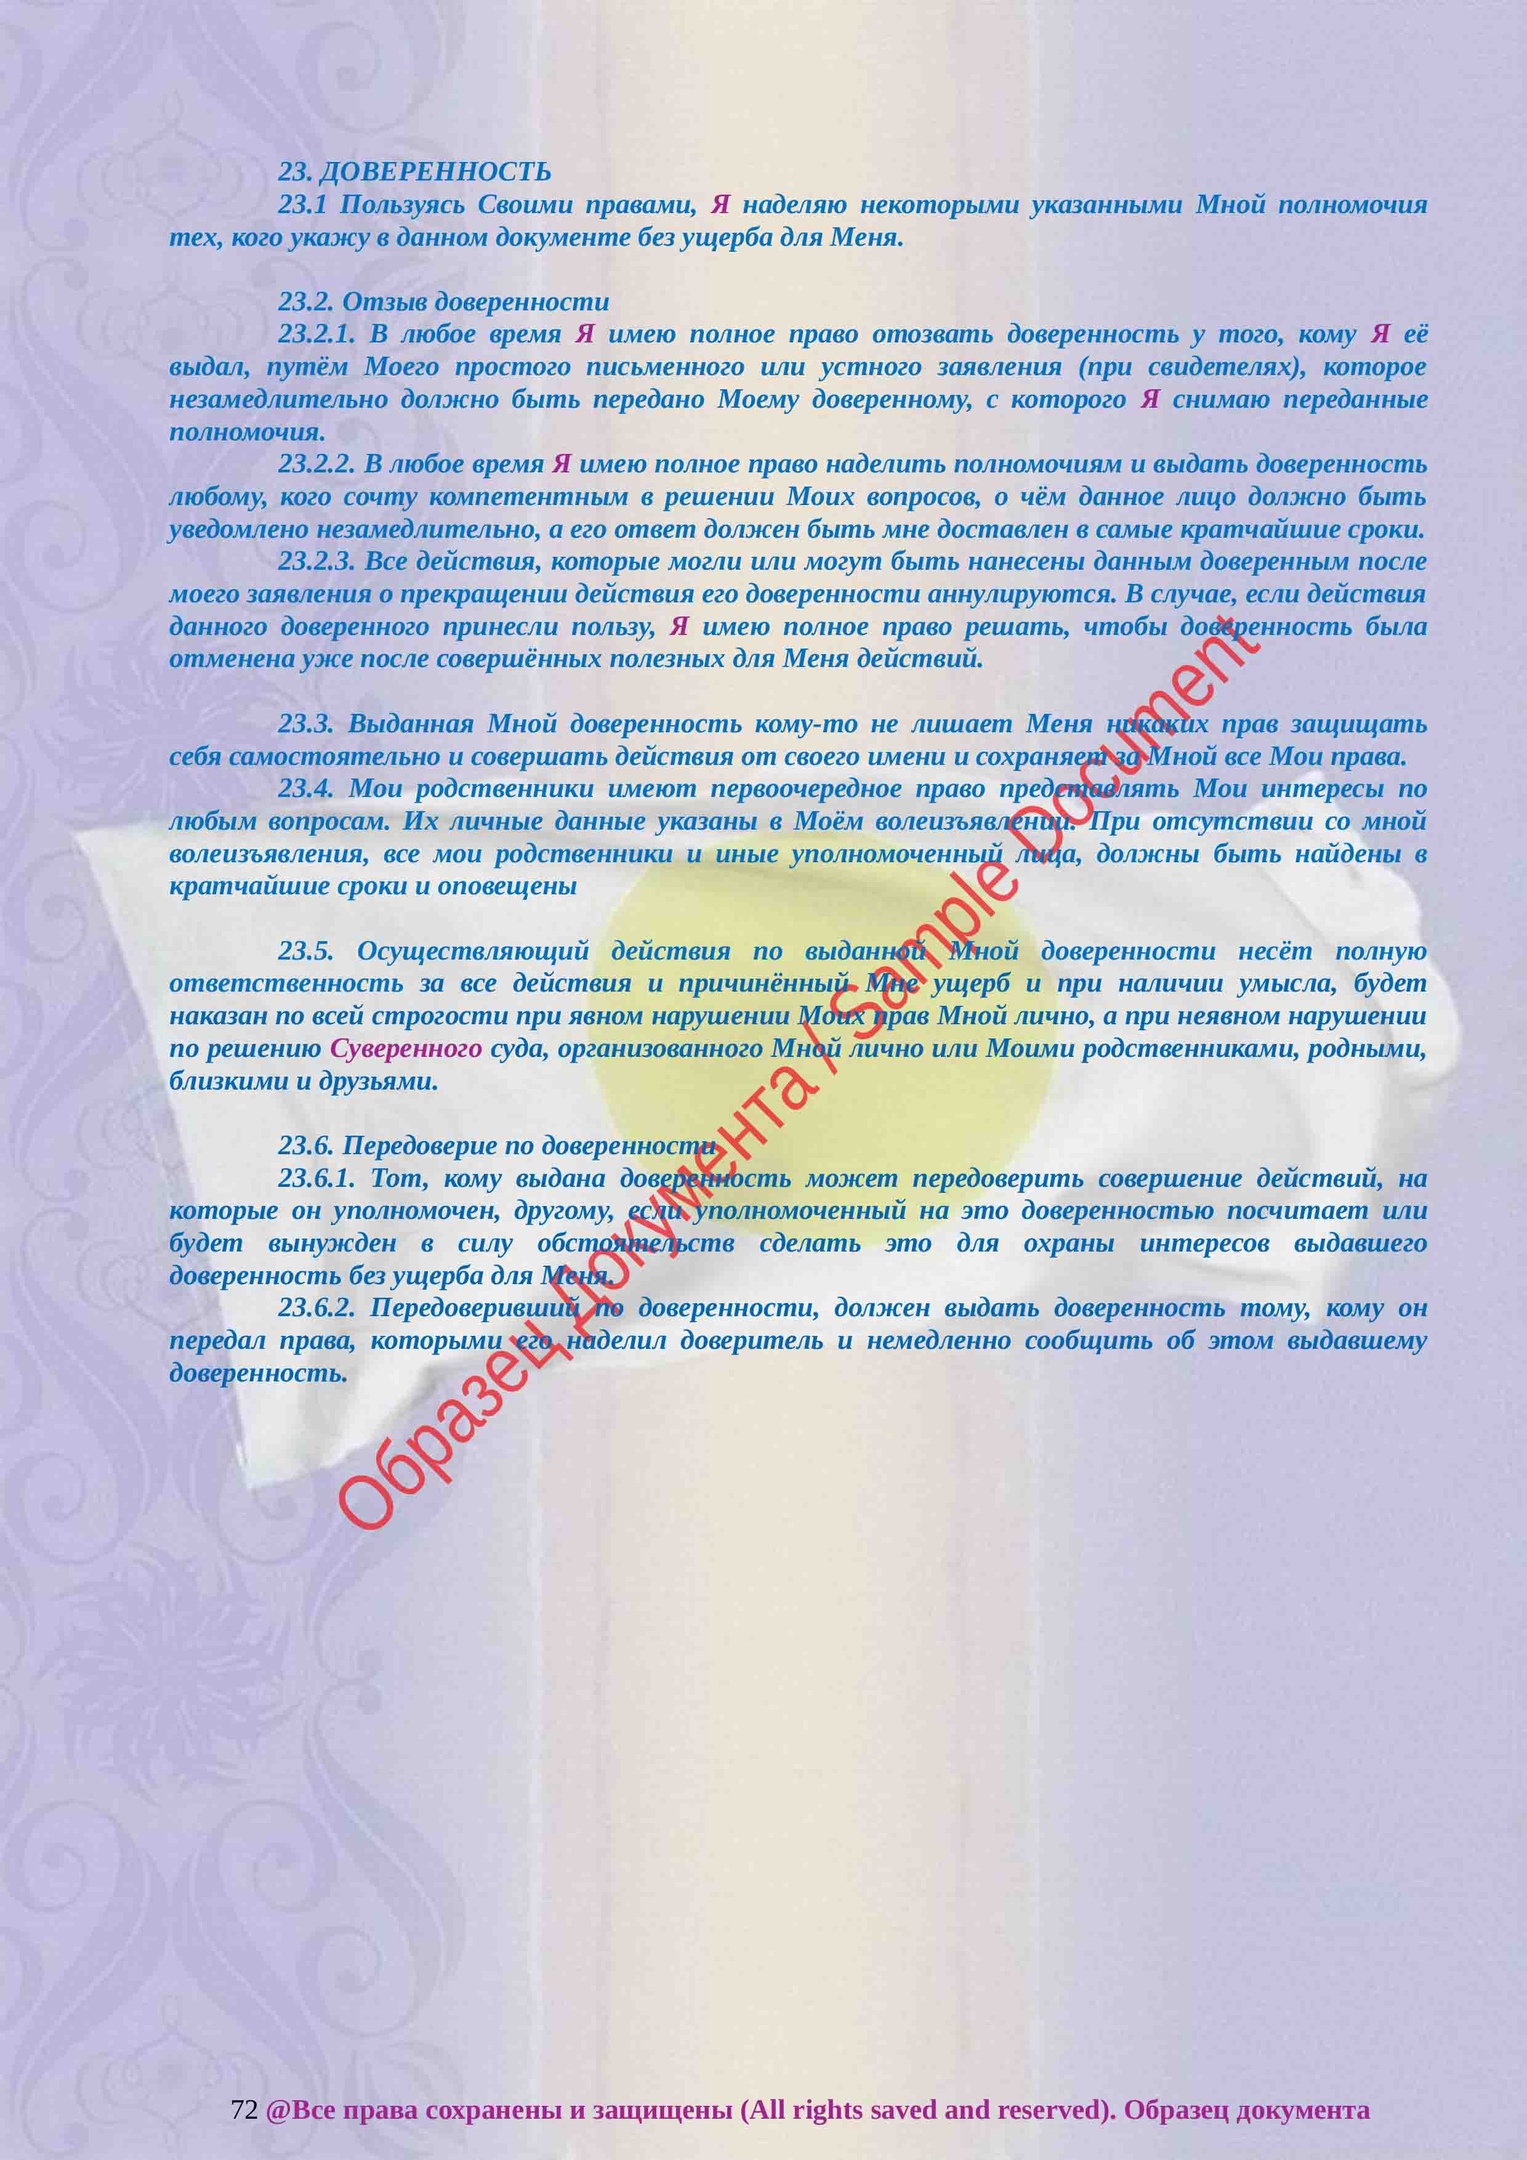 23. ДОВЕРЕННОСТЬ
23.1 Пользуясь Своими правами, Я наделяю некоторыми указанными Мной полномочия
тех, кого укажу в данном документе без ущерба для Меня.
23.2. Отзыв доверенности
23.2.1. В любое время Я имею полное право отозвать доверенность у того, кому Я её
выдал, путём Моего простого письменного или устного заявления (при свидетелях), которое
незамедлительно должно быть передано Моему доверенному, с которого Я снимаю переданные
полномочия.
23.2.2. В любое время Я имею полное право наделить полномочиям и выдать доверенность
любому, кого сочту компетентным в решении Моих вопросов, о чём данное лицо должно быть
уведомлено незамедлительно, а его ответ должен быть мне доставлен в самые кратчайшие сроки.
23.2.3. Все действия, которые могли или могут быть нанесены данным доверенным после
моего заявления о прекращении действия его доверенности аннулируются. В случае, если действия
данного доверенного принесли пользу, Я имею полное право решать, чтобы доверенность была
отменена уже после совершённых полезных для Меня действий.
23.3. Выданная Мной доверенность кому-то не лишает Меня никаких прав защищать
себя самостоятельно и совершать действия от своего имени и сохраняет за Мной все Мои права.
23.4. Мои родственники имеют первоочередное право представлять Мои интересы по
любым вопросам. Их личные данные указаны в Моём волеизъявлении. При отсутствии со мной
волеизъявления, все мои родственники и иные уполномоченный лица, должны быть найдены в
кратчайшие сроки и оповещены
23.5. Осуществляющий действия по выданной Мной доверенности несёт полную
ответственность за все действия и причинённый Мне ущерб и при наличии умысла, будет
наказан по всей строгости при явном нарушении Моих прав Мной лично, а при неявном нарушении
по решению Суверенного суда, организованного Мной лично или Моими родственниками, родными,
близкими и друзьями.
23.6. Передоверие по доверенности
23.6.1. Тот, кому выдана доверенность может передоверить совершение действий, на
которые он уполномочен, другому, если уполномоченный на это доверенностью посчитает или
будет вынужден в силу обстоятельств сделать это для охраны интересов выдавшего
доверенность без ущерба для Меня.
23.6.2. Передоверивший по доверенности, должен выдать доверенность тому, кому он
передал права, которыми его наделил доверитель и немедленно сообщить об этом выдавшему
доверенность.
Образец Документа / Sample Document
72 @Все права сохранены и защищены (All rights saved and reserved). Образец документа